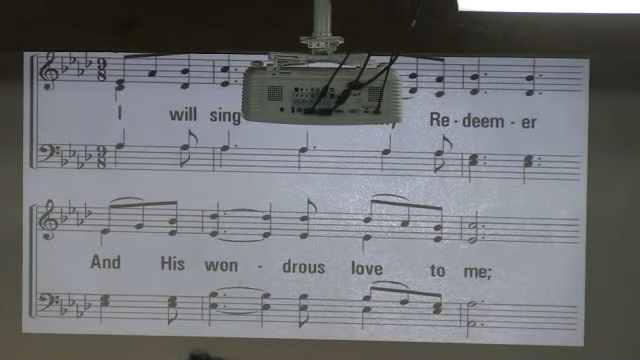 I will sing Re - deem - er
And His won - drous love to me;